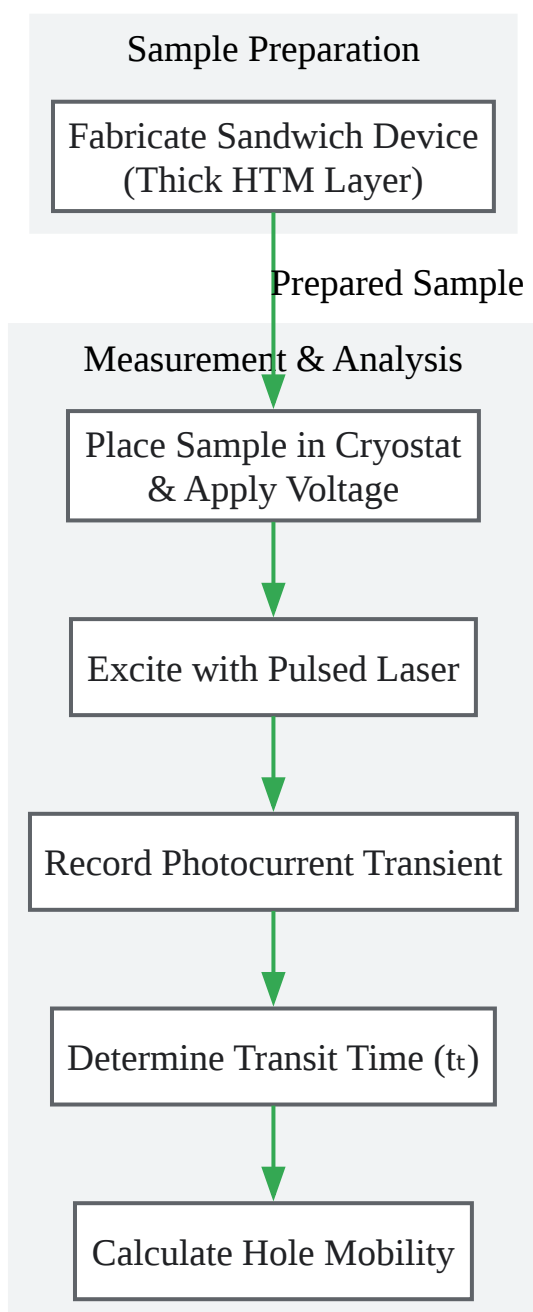 Sample Preparation
Fabricate Sandwich Device
(Thick HTM Layer)
Prepared Sample
Measurement & Analysis
Place Sample in Cryostat
& Apply Voltage
Excite with Pulsed Laser
Record Photocurrent Transient
Determine Transit Time (tₜ)
Calculate Hole Mobility